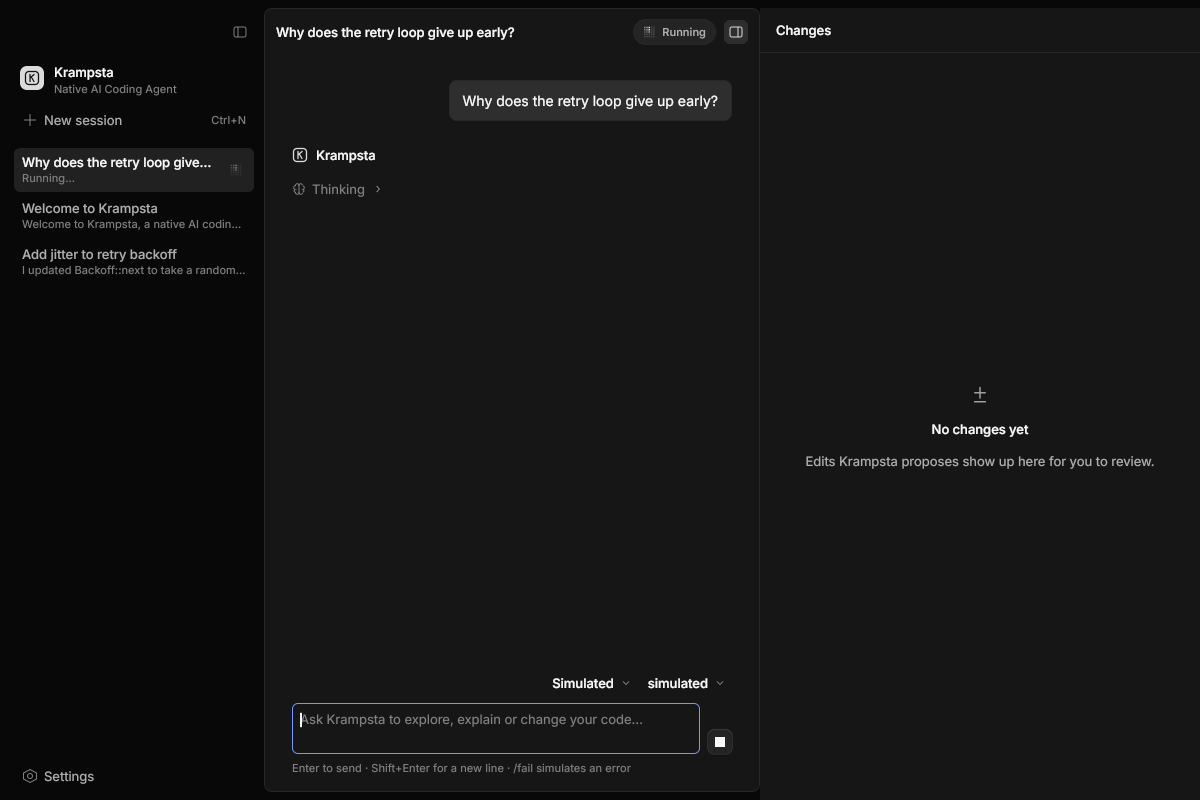 Krampsta
Native AI Coding Agent
New session Ctrl+N
Why does the retry loop give...
Running...
Welcome to Krampsta
Welcome to Krampsta, a native AI codin...
Add jitter to retry backoff
I updated Backoff::next to take a random...
Settings
Why does the retry loop give up early?
Running
Why does the retry loop give up early?
K Krampsta
Thinking
Simulated simulated
Ask Krampsta to explore, explain or change your code...
Enter to send · Shift+Enter for a new line · /fail simulates an error
Changes
No changes yet
Edits Krampsta proposes show up here for you to review.